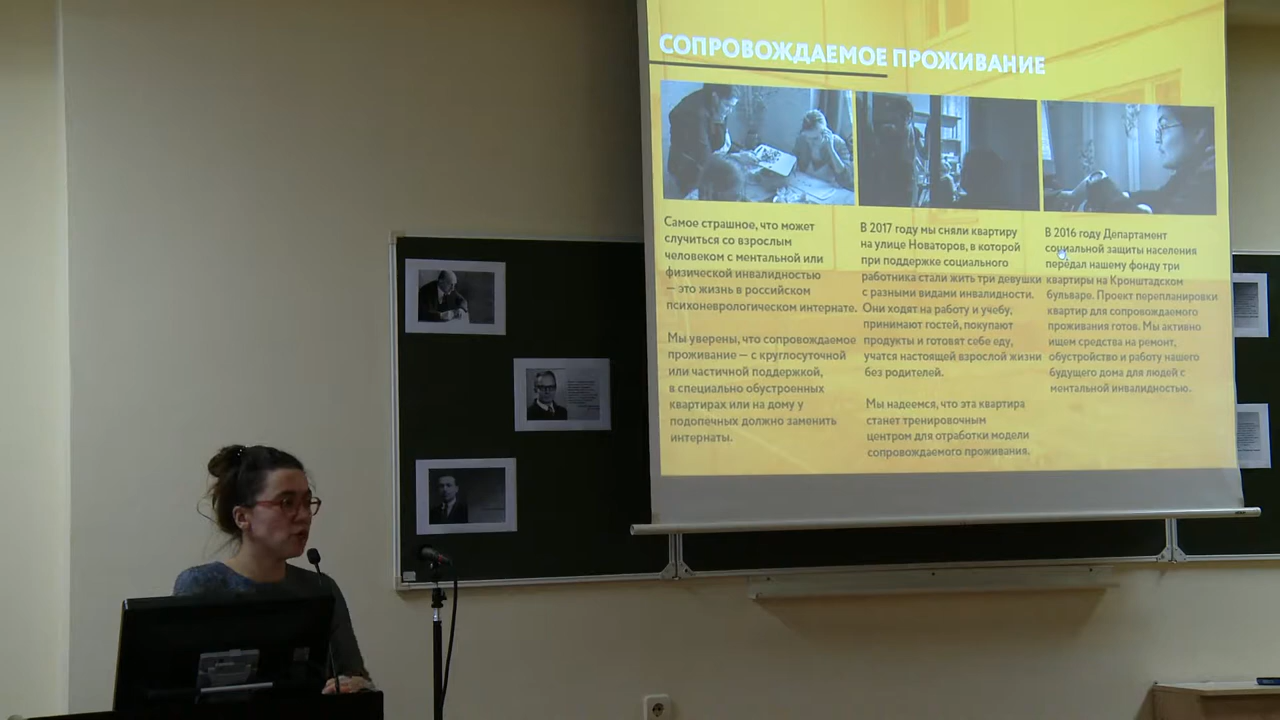 СОПРОВОЖДАЕМОЕ ПРОЖИВАНИЕ
Самое страшное, что может
случиться со взрослым
человеком с ментальной или
физической инвалидностью
— это жизнь в российском
психоневрологическом интернате.
Мы уверены, что сопровождаемое
проживание — с круглосуточной
или частичной поддержкой,
в специально обустроенных
квартирах или на дому у
подопечных должно заменить
интернаты.
В 2017 году мы сняли квартиру
на улице Новаторов, в которой
при поддержке социального
работника стали жить три девушки
с разными видами инвалидности.
Они ходят на работу и учебу,
принимают гостей, покупают
продукты и готовят себе еду,
учатся настоящей взрослой жизни
без родителей.
Мы надеемся, что эта квартира
станет тренировочным
центром для отработки модели
сопровождаемого проживания.
В 2016 году Департамент
социальной защиты населения
передал нашему фонду три
квартиры на Кронштадском
бульваре. Проект перепланировки
квартир для сопровождаемого
проживания готов. Мы активно
ищем средства на ремонт,
обустройство и работу нашего
будущего дома для людей с
ментальной инвалидностью.